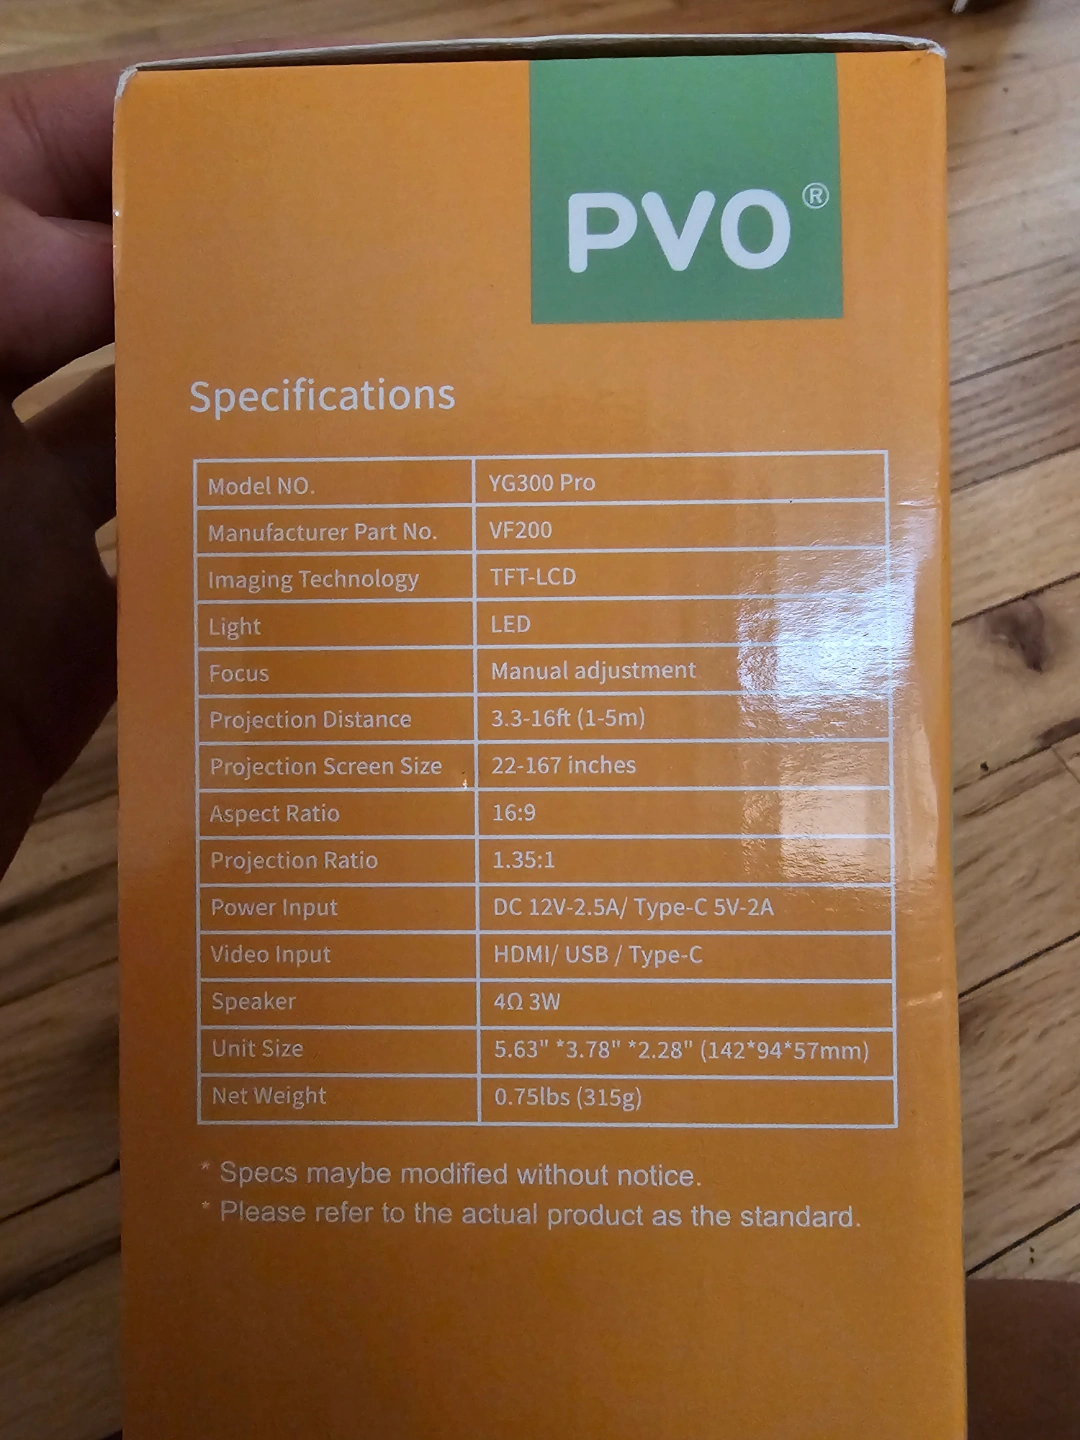 PVO®
Specifications
Model NO. YG300 Pro
Manufacturer Part No. VF200
Imaging Technology TFT-LCD
Light LED
Focus Manual adjustment
Projection Distance 3.3-16ft (1-5m)
Projection Screen Size 22-167 inches
Aspect Ratio 16:9
Projection Ratio 1.35:1
Power Input DC 12V-2.5A/ Type-C 5V-2A
Video Input HDMI/ USB / Type-C
Speaker 4Ω 3W
Unit Size 5.63" *3.78" *2.28" (142*94*57mm)
Net Weight 0.75lbs (315g)
* Specs maybe modified without notice.
* Please refer to the actual product as the standard.